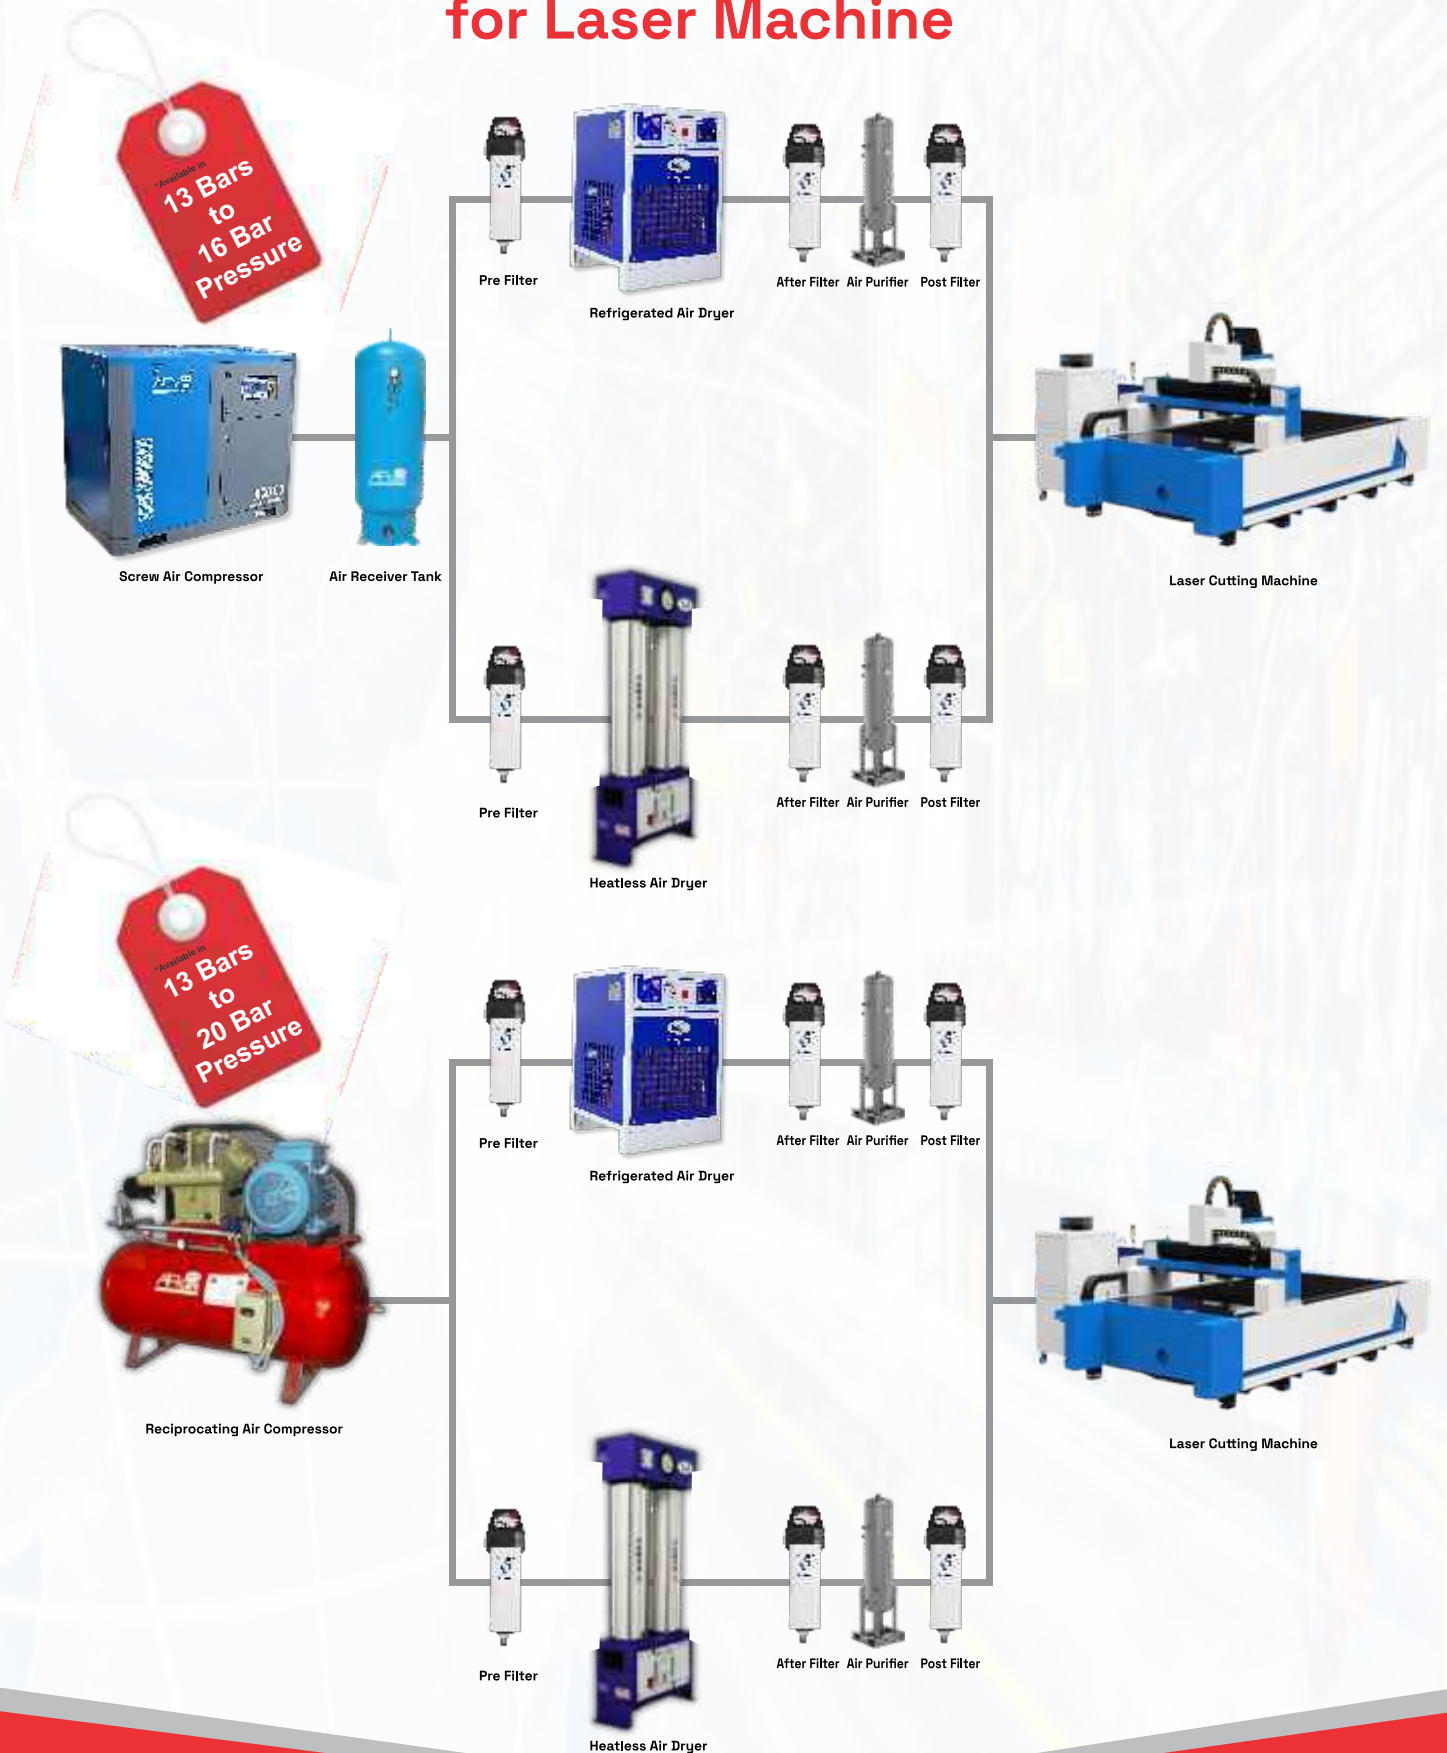 for Laser Machine
*Available in
13 Bars
to
16 Bar
Pressure
Pre Filter
Refrigerated Air Dryer
After Filter Air Purifier Post Filter
Screw Air Compressor
Air Receiver Tank
Laser Cutting Machine
Pre Filter
Heatless Air Dryer
After Filter Air Purifier Post Filter
*Available in
13 Bars
to
20 Bar
Pressure
Pre Filter
Refrigerated Air Dryer
After Filter Air Purifier Post Filter
Reciprocating Air Compressor
Laser Cutting Machine
Pre Filter
Heatless Air Dryer
After Filter Air Purifier Post Filter